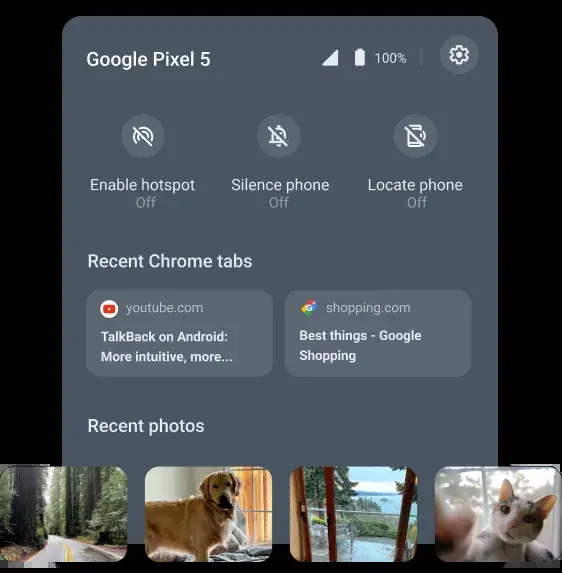 Google Pixel 5
100%
Enable hotspot
Off
Silence phone
Off
Locate phone
Off
Recent Chrome tabs
youtube.com
TalkBack on Android:
More intuitive, more...
shopping.com
Best things - Google
Shopping
Recent photos